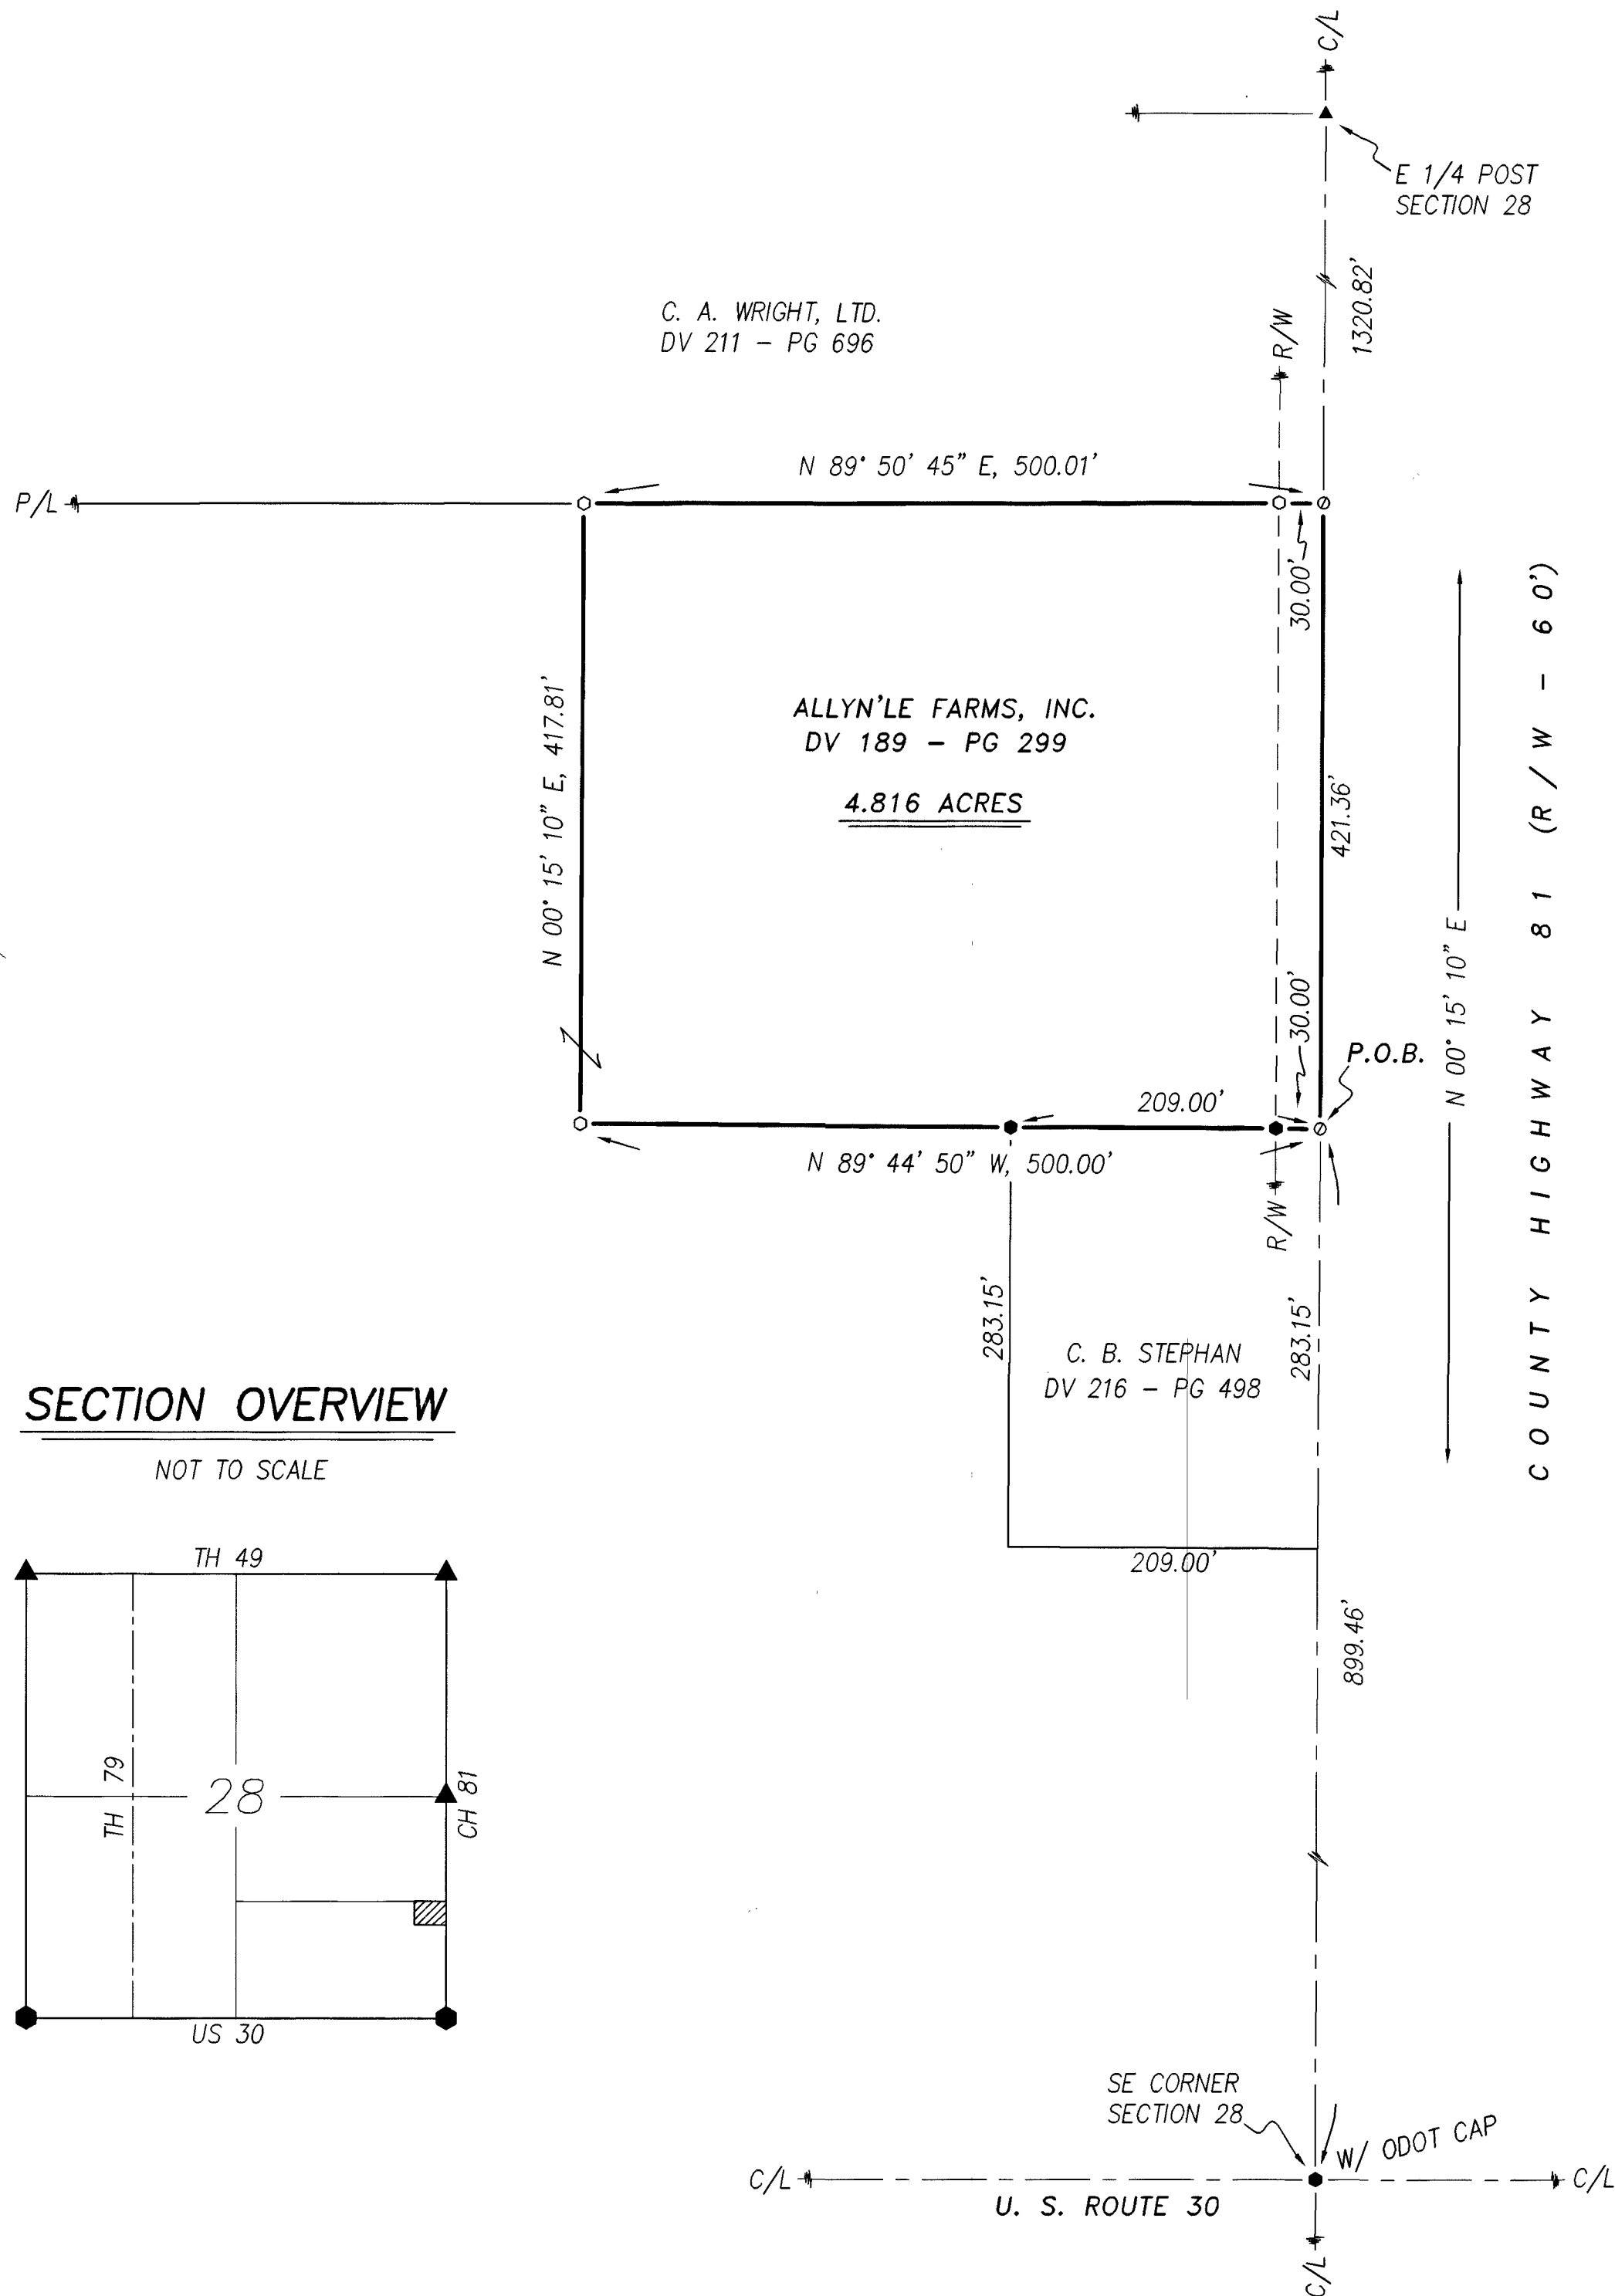 C/L
E 1/4 POST
SECTION 28
1320.82'
C. A. WRIGHT, LTD.
DV 211 – PG 696
R/W
N 89° 50' 45" E, 500.01'
P/L
30.00'
N 00° 15' 10" E, 417.81'
ALLYN'LE FARMS, INC.
DV 189 – PG 299
4.816 ACRES
421.36'
COUNTY HIGHWAY 81 (R/W - 60')
N 00° 15' 10" E
30.00'
P.O.B.
209.00'
N 89° 44' 50" W, 500.00'
R/W
283.15'
283.15'
C. B. STEPHAN
DV 216 – PG 498
209.00'
899.46'
SECTION OVERVIEW
NOT TO SCALE
TH 49
TH 79
28
CH 81
US 30
SE CORNER
SECTION 28
W/ ODOT CAP
C/L
C/L
U. S. ROUTE 30
C/L